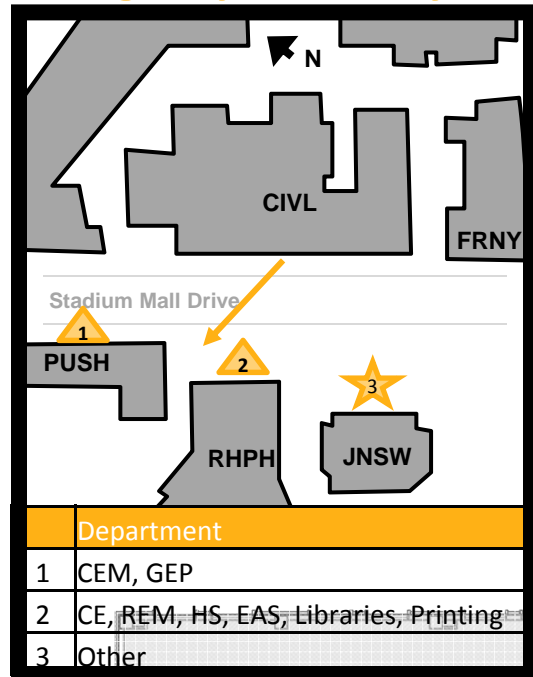 N
CIVL
FRNY
Stadium Mall Drive
1
PUSH
2
3
RHPH
JNSW
Department
1 CEM, GEP
2 CE, REM, HS, EAS, Libraries, Printing
3 Other